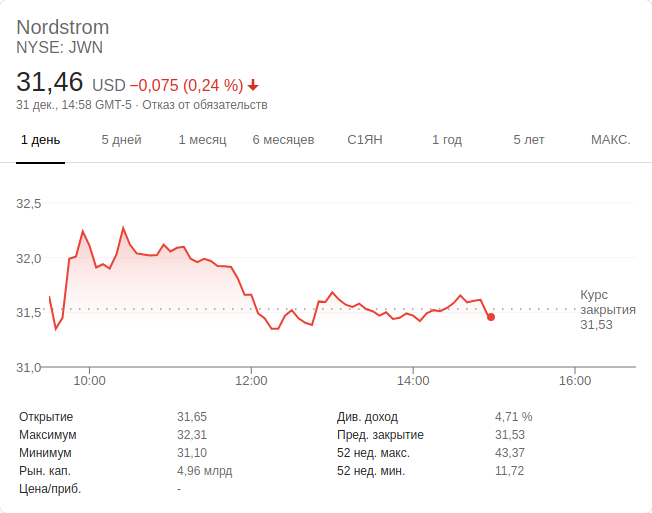 Nordstrom
NYSE: JWN
31,46 USD −0,075 (0,24 %)
31 дек., 14:58 GMT-5 · Отказ от обязательств
1 день 5 дней 1 месяц 6 месяцев С1ЯН 1 год 5 лет МАКС.
32,5
32,0
31,5
31,0
Курс
закрытия
31,53
10:00 12:00 14:00 16:00
Открытие 31,65 Див. доход 4,71 %
Максимум 32,31 Пред. закрытие 31,53
Минимум 31,10 52 нед. макс. 43,37
Рын. кап. 4,96 млрд 52 нед. мин. 11,72
Цена/приб. -